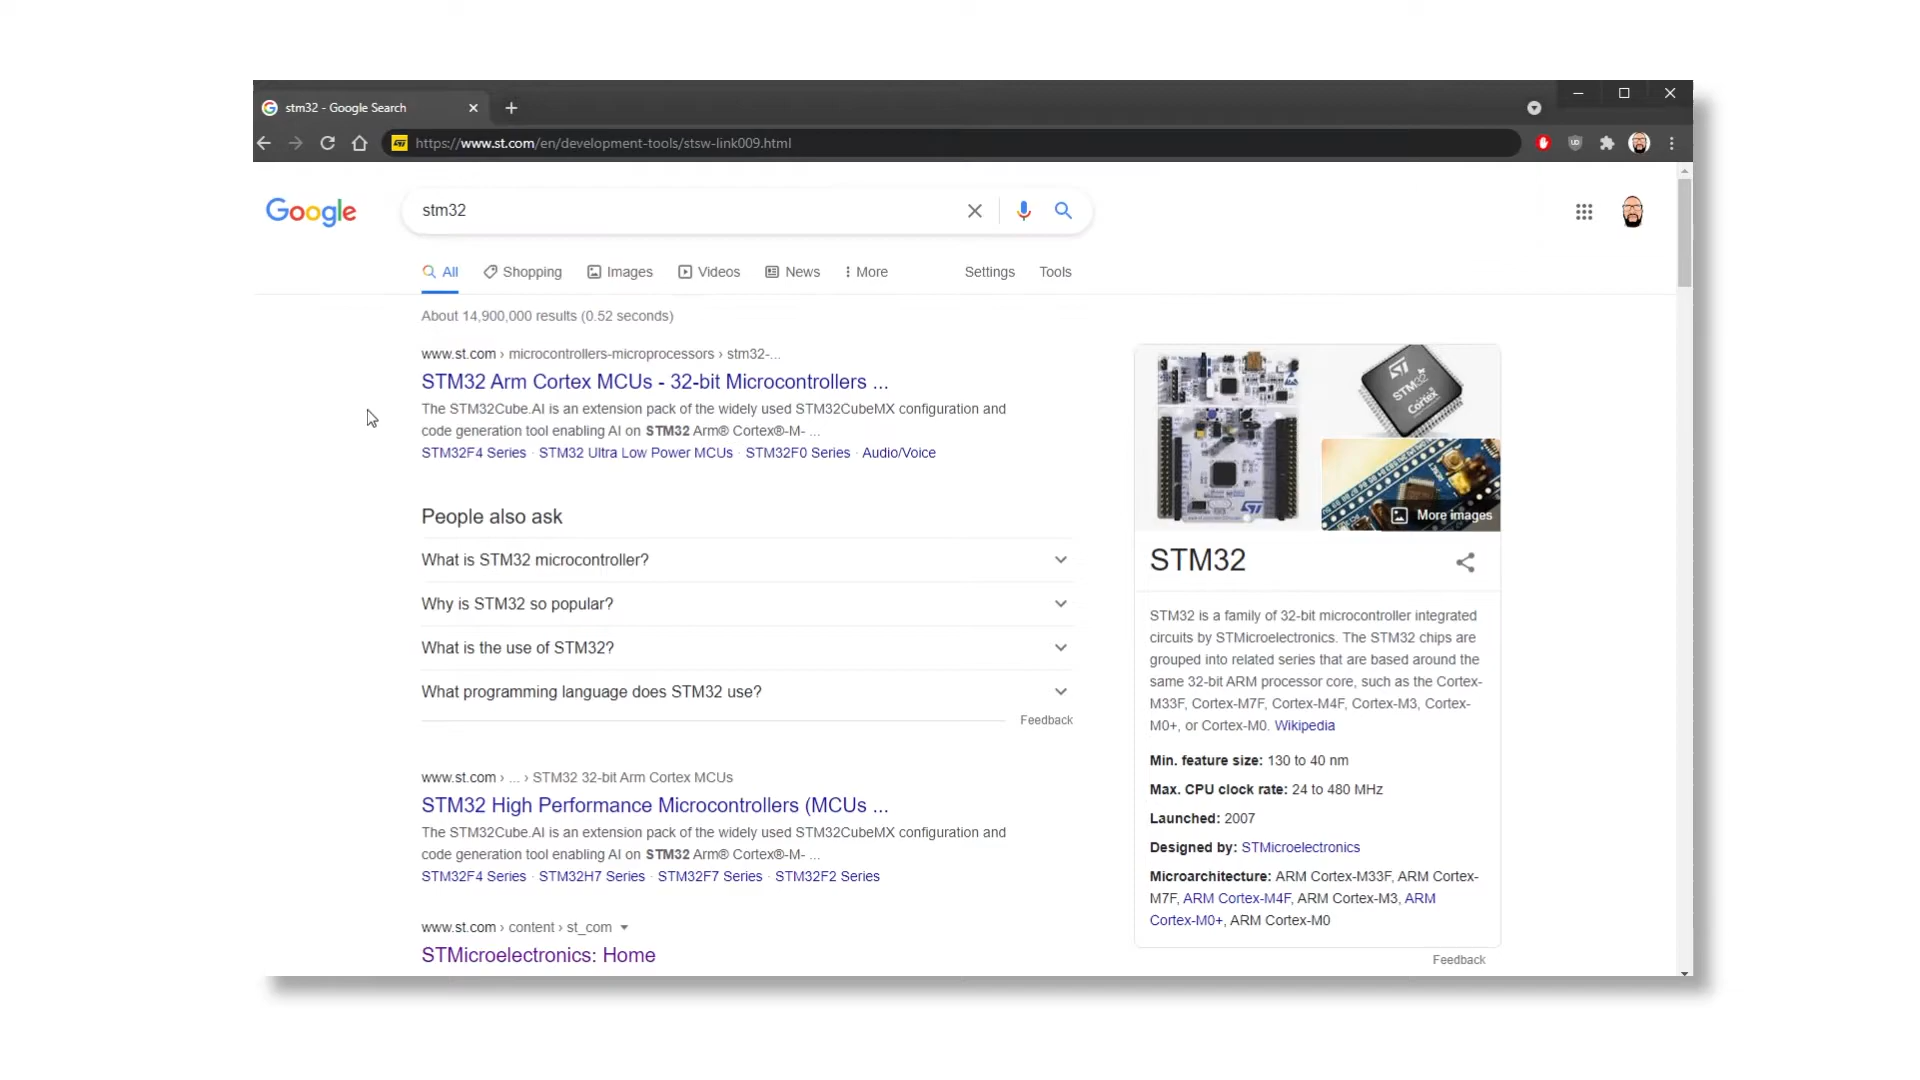 stm32 - Google Search
https://www.st.com/en/development-tools/stsw-link009.html
Google
stm32
All
Shopping
Images
Videos
News
More
Settings
Tools
About 14,900,000 results (0.52 seconds)
www.st.com › microcontrollers-microprocessors › stm32-...
STM32 Arm Cortex MCUs - 32-bit Microcontrollers ...
The STM32Cube.AI is an extension pack of the widely used STM32CubeMX configuration and
code generation tool enabling AI on STM32 Arm® Cortex®-M- ...
STM32F4 Series · STM32 Ultra Low Power MCUs · STM32F0 Series · Audio/Voice
People also ask
What is STM32 microcontroller?
Why is STM32 so popular?
What is the use of STM32?
What programming language does STM32 use?
Feedback
www.st.com › ... › STM32 32-bit Arm Cortex MCUs
STM32 High Performance Microcontrollers (MCUs ...
The STM32Cube.AI is an extension pack of the widely used STM32CubeMX configuration and
code generation tool enabling AI on STM32 Arm® Cortex®-M- ...
STM32F4 Series · STM32H7 Series · STM32F7 Series · STM32F2 Series
www.st.com › content › st_com
STMicroelectronics: Home
STM32
Cortex
More images
STM32
STM32 is a family of 32-bit microcontroller integrated
circuits by STMicroelectronics. The STM32 chips are
grouped into related series that are based around the
same 32-bit ARM processor core, such as the Cortex-
M33F, Cortex-M7F, Cortex-M4F, Cortex-M3, Cortex-
M0+, or Cortex-M0. Wikipedia
Min. feature size: 130 to 40 nm
Max. CPU clock rate: 24 to 480 MHz
Launched: 2007
Designed by: STMicroelectronics
Microarchitecture: ARM Cortex-M33F, ARM Cortex-
M7F, ARM Cortex-M4F, ARM Cortex-M3, ARM
Cortex-M0+, ARM Cortex-M0
Feedback